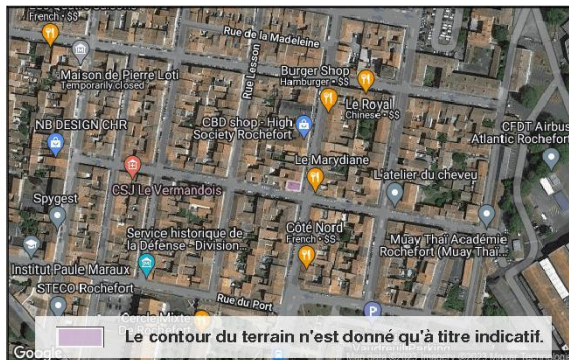 French • $$
Rue de la Madeleine
Maison de Pierre Loti
Temporarily closed
Rue Lesson
Burger Shop
Hamburger • $$
Le Royal
Chinese • $$
NB DESIGN CHR
CBD shop - High
Society Rochefort
CFDT Airbus
Atlantic Rochefort
Le Marydiane
CSJ Le Vermandois
L'atelier du cheveu
Spygest
Service historique de
la Défense - Division...
Côté Nord
French • $$
Muay Thaï Académie
Rochefort (Muay Thaï...
Institut Paule Maraux
STECO Rochefort
Rue du Port
Cercle Mixte
Google
Le contour du terrain n'est donné qu'à titre indicatif.